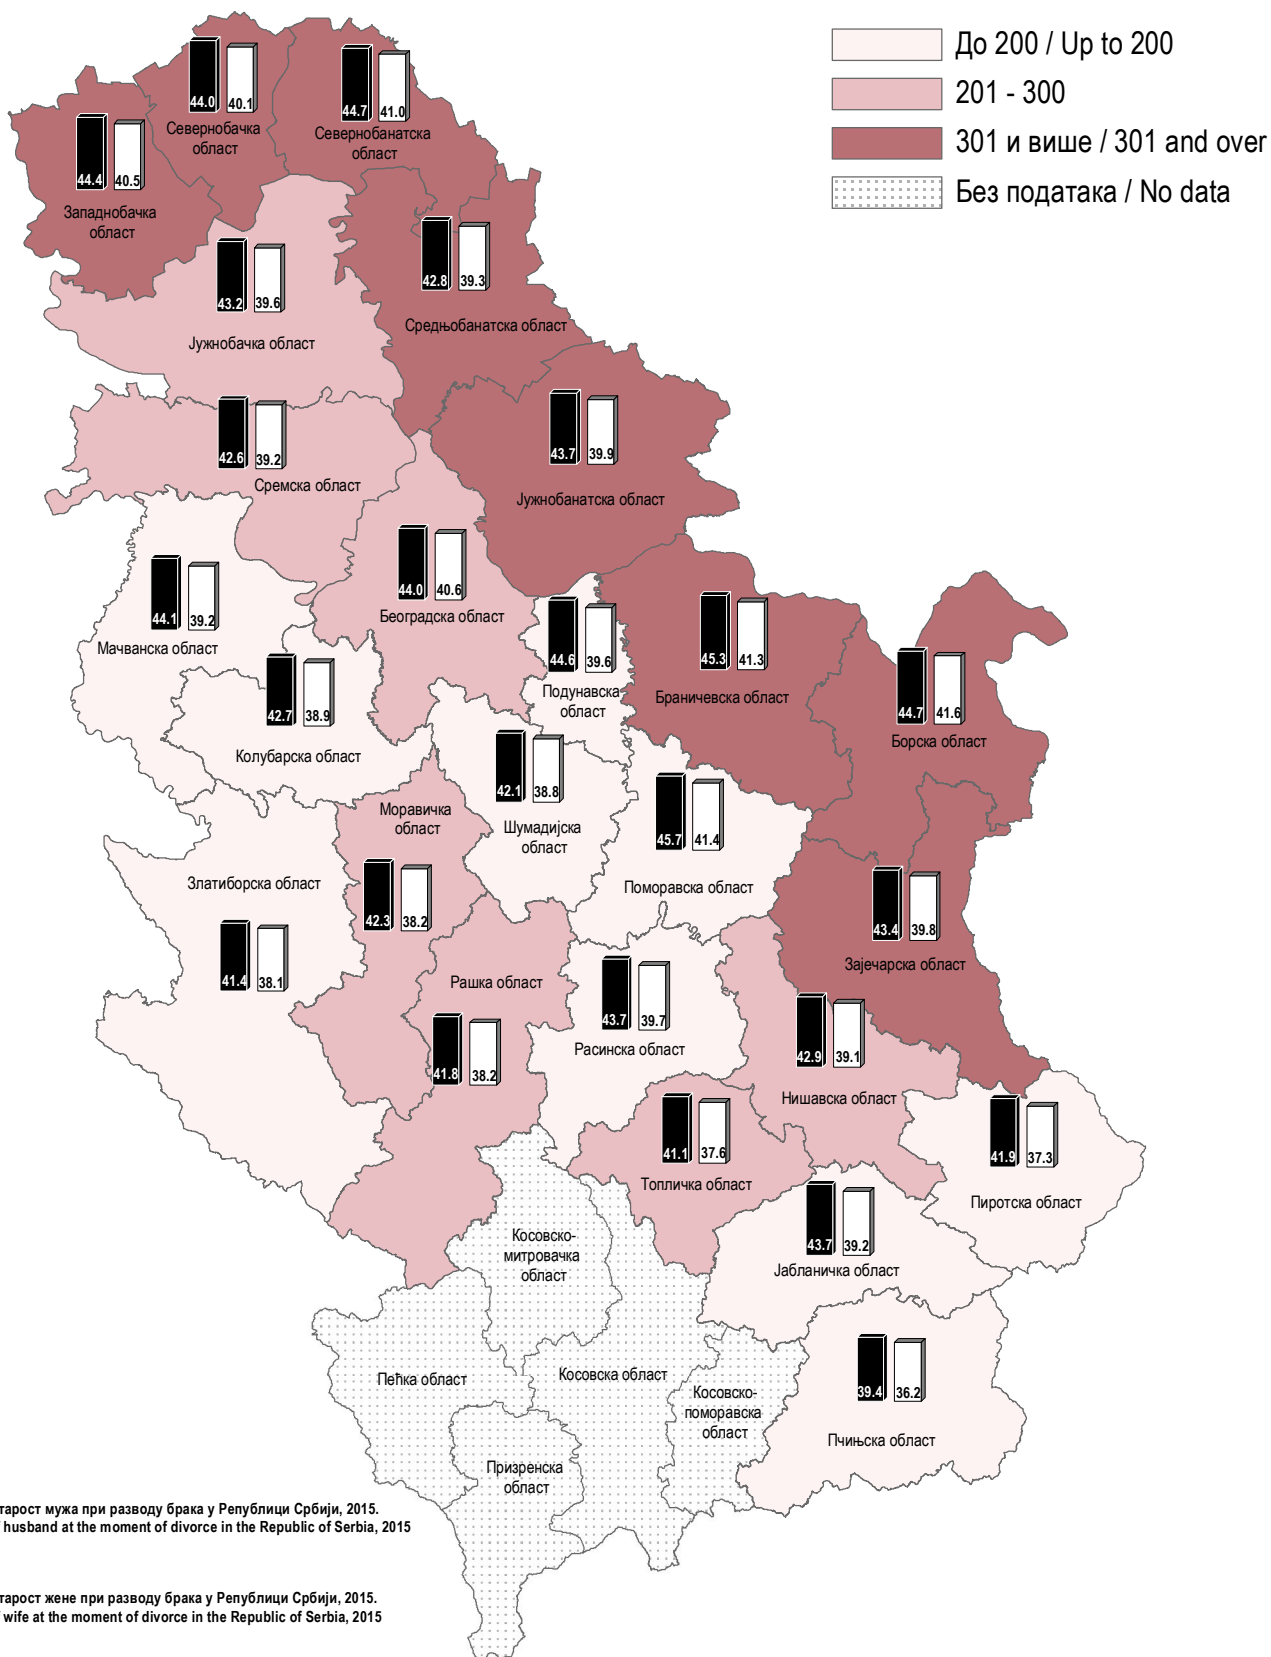 До 200 / Up to 200
201 - 300
301 и више / 301 and over
Без података / No data
44.0 40.1
Севернобачка
област
44.7 41.0
Севернобанатска
област
44.4 40.5
Западнобачка
област
43.2 39.6
Јужнобачка област
42.8 39.3
Средњобанатска област
42.6 39.2
Сремска област
43.7 39.9
Јужнобанатска област
44.1 39.2
Мачванска област
44.0 40.6
Београдска област
44.6 39.6
Подунавска
област
45.3 41.3
Браничевска област
44.7 41.6
Борска област
42.7 38.9
Колубарска област
42.1 38.8
Шумадијска
област
45.7 41.4
Поморавска област
Моравичка
област
42.3 38.2
Златиборска област
41.4 38.1
43.4 39.8
Зајечарска област
Рашка област
41.8 38.2
43.7 39.7
Расинска област
42.9 39.1
Нишавска област
41.1 37.6
Топличка област
41.9 37.3
Пиротска област
43.7 39.2
Јабланичка област
Косовско-
митровачка
област
Пећка област
Косовска област
Косовско-
поморавска
област
39.4 36.2
Пчињска област
Призренска
област
тарост мужа при разводу брака у Републици Србији, 2015.
husband at the moment of divorce in the Republic of Serbia, 2015
тарост жене при разводу брака у Републици Србији, 2015.
wife at the moment of divorce in the Republic of Serbia, 2015